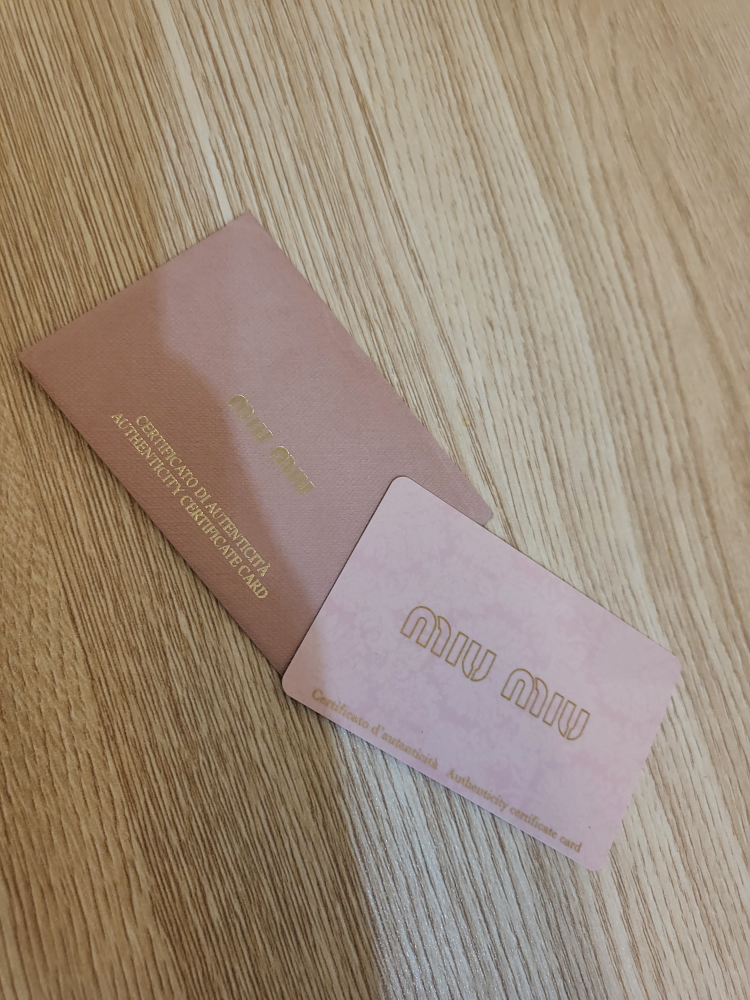 MIU MIU
CERTIFICATO DI AUTENTICITÀ
AUTHENTICITY CERTIFICATE CARD
MIU MIU
Certificato d'autenticità Authenticity certificate card